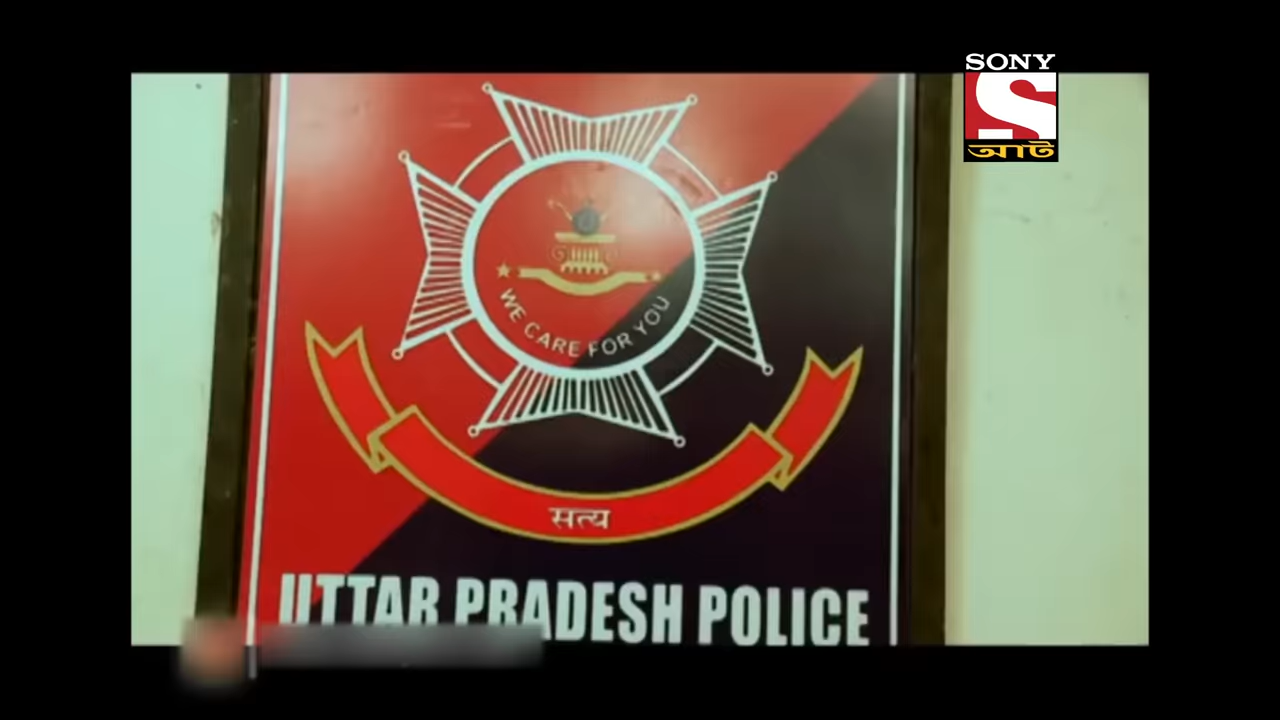 SONY
S
আট
WE CARE FOR YOU
सत्य
UTTAR PRADESH POLICE